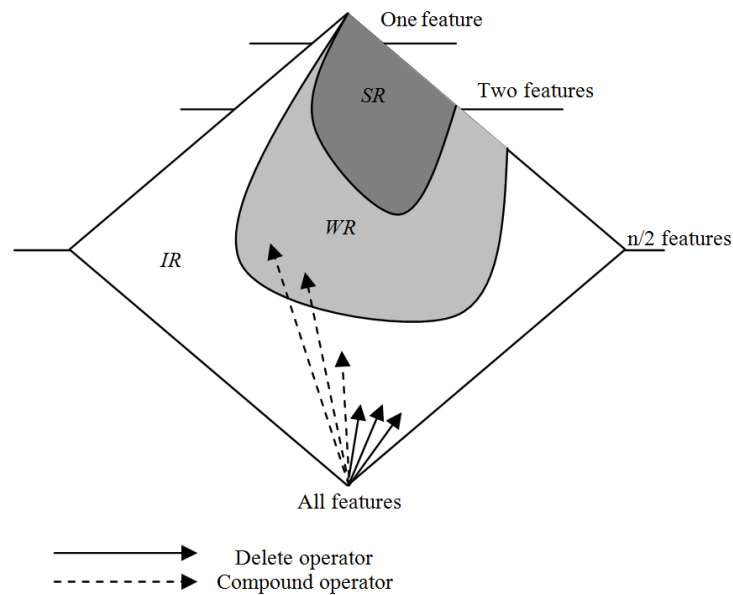 One feature
SR
Two features
WR
n/2 features
IR
All features
Delete operator
Compound operator